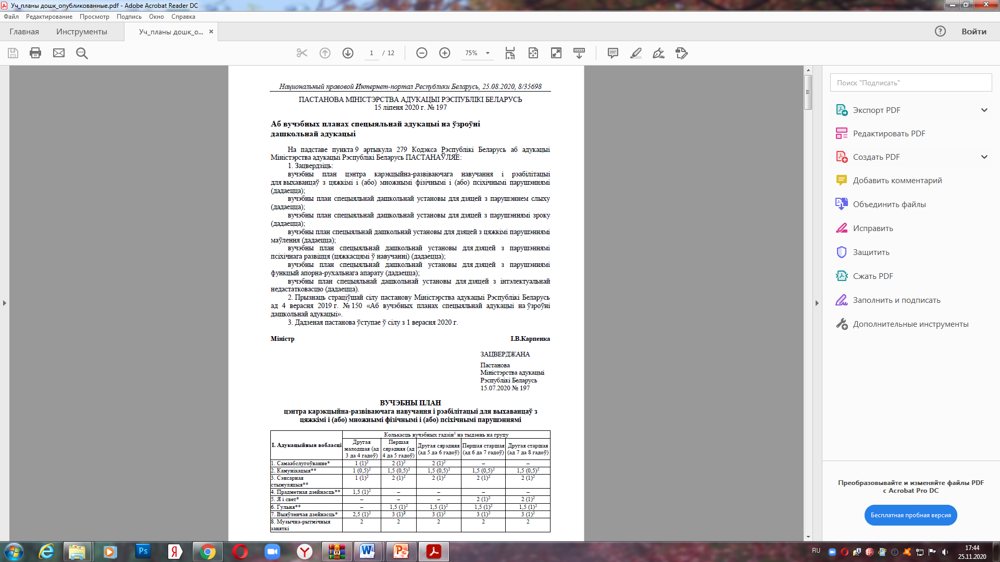 Уч_планы дошк_опубликованные.pdf - Adobe Acrobat Reader DC
Файл Редактирование Просмотр Подпись Окно Справка
Главная Инструменты Уч_планы дошк_о... × Войти
1 / 12 75%
Национальный правовой Интернет-портал Республики Беларусь, 25.08.2020, 8/35698
ПАСТАНОВА МІНІСТЭРСТВА АДУКАЦЫІ РЭСПУБЛІКІ БЕЛАРУСЬ
15 ліпеня 2020 г. № 197
Аб вучэбных планах спецыяльнай адукацыі на ўзроўні
дашкольнай адукацыі
На падставе пункта 9 артыкула 279 Кодэкса Рэспублікі Беларусь аб адукацыі
Міністэрства адукацыі Рэспублікі Беларусь ПАСТАНАЎЛЯЕ:
1. Зацвердзіць:
вучэбны план цэнтра карэкцыйна-развіваючага навучання і рэабілітацыі
для выхаванцаў з цяжкімі і (або) множнымі фізічнымі і (або) псіхічнымі парушэннямі
(дадаецца);
вучэбны план спецыяльнай дашкольнай установы для дзяцей з парушэннем слыху
(дадаецца);
вучэбны план спецыяльнай дашкольнай установы для дзяцей з парушэннямі зроку
(дадаецца);
вучэбны план спецыяльнай дашкольнай установы для дзяцей з цяжкімі парушэннямі
маўлення (дадаецца);
вучэбны план спецыяльнай дашкольнай установы для дзяцей з парушэннямі
псіхічнага развіцця (цяжкасцямі ў навучанні) (дадаецца);
вучэбны план спецыяльнай дашкольнай установы для дзяцей з парушэннямі
функцый апорна-рухальнага апарату (дадаецца);
вучэбны план спецыяльнай дашкольнай установы для дзяцей з інтэлектуальнай
недастатковасцю (дадаецца).
2. Прызнаць страціўшай сілу пастанову Міністэрства адукацыі Рэспублікі Беларусь
ад 4 верасня 2019 г. № 150 «Аб вучэбных планах спецыяльнай адукацыі на ўзроўні
дашкольнай адукацыі».
3. Дадзеная пастанова ўступае ў сілу з 1 верасня 2020 г.
Міністр І.В.Карпенка
ЗАЦВЕРДЖАНА
Пастанова
Міністэрства адукацыі
Рэспублікі Беларусь
15.07.2020 № 197
ВУЧЭБНЫ ПЛАН
цэнтра карэкцыйна-развіваючага навучання і рэабілітацыі для выхаванцаў з
цяжкімі і (або) множнымі фізічнымі і (або) псіхічнымі парушэннямі
Колькасць вучэбных гадзін¹ на тыдзень на групу
І. Адукацыйныя вобласці
Другая малодшая (ад 3 да 4 гадоў)
Першая сярэдняя (ад 4 да 5 гадоў)
Другая сярэдняя (ад 5 да 6 гадоў)
Першая старшая (ад 6 да 7 гадоў)
Другая старшая (ад 7 да 8 гадоў)
1. Самаабслугоўванне* 1 (1)² 2 (1)² 2 (1)² – –
2. Камунікацыя** 1 (0,5)² 1,5 (0,5)² 1,5 (0,5)² 1,5 (0,5)² 1,5 (0,5)²
3. Сэнсарная 1 (1)² 2 (1)² 2 (1)² 2 (1)² 2 (1)²
стымуляцыя**
4. Прадметная дзейнасць** 1,5 (1)² – – – –
5. Я і свет* – – – 2 (1)² 2 (1)²
6. Гульня** – 1,5 (1)² 1,5 (1)² 1,5 (1)² 1,5 (1)²
7. Выяўленчая дзейнасць* 2,5 (1)² 3 (1)² 3 (1)² 3 (1)² 3 (1)²
8. Музычна-рытмічныя 2 2 2 2 2
заняткі
Поиск "Подписать"
Экспорт PDF
Редактировать PDF
Создать PDF
Добавить комментарий
Объединить файлы
Исправить
Защитить
Сжать PDF
Заполнить и подписать
Дополнительные инструменты
Преобразовывайте и изменяйте файлы PDF
с Acrobat Pro DC
Бесплатная пробная версия
RU
17:44
25.11.2020